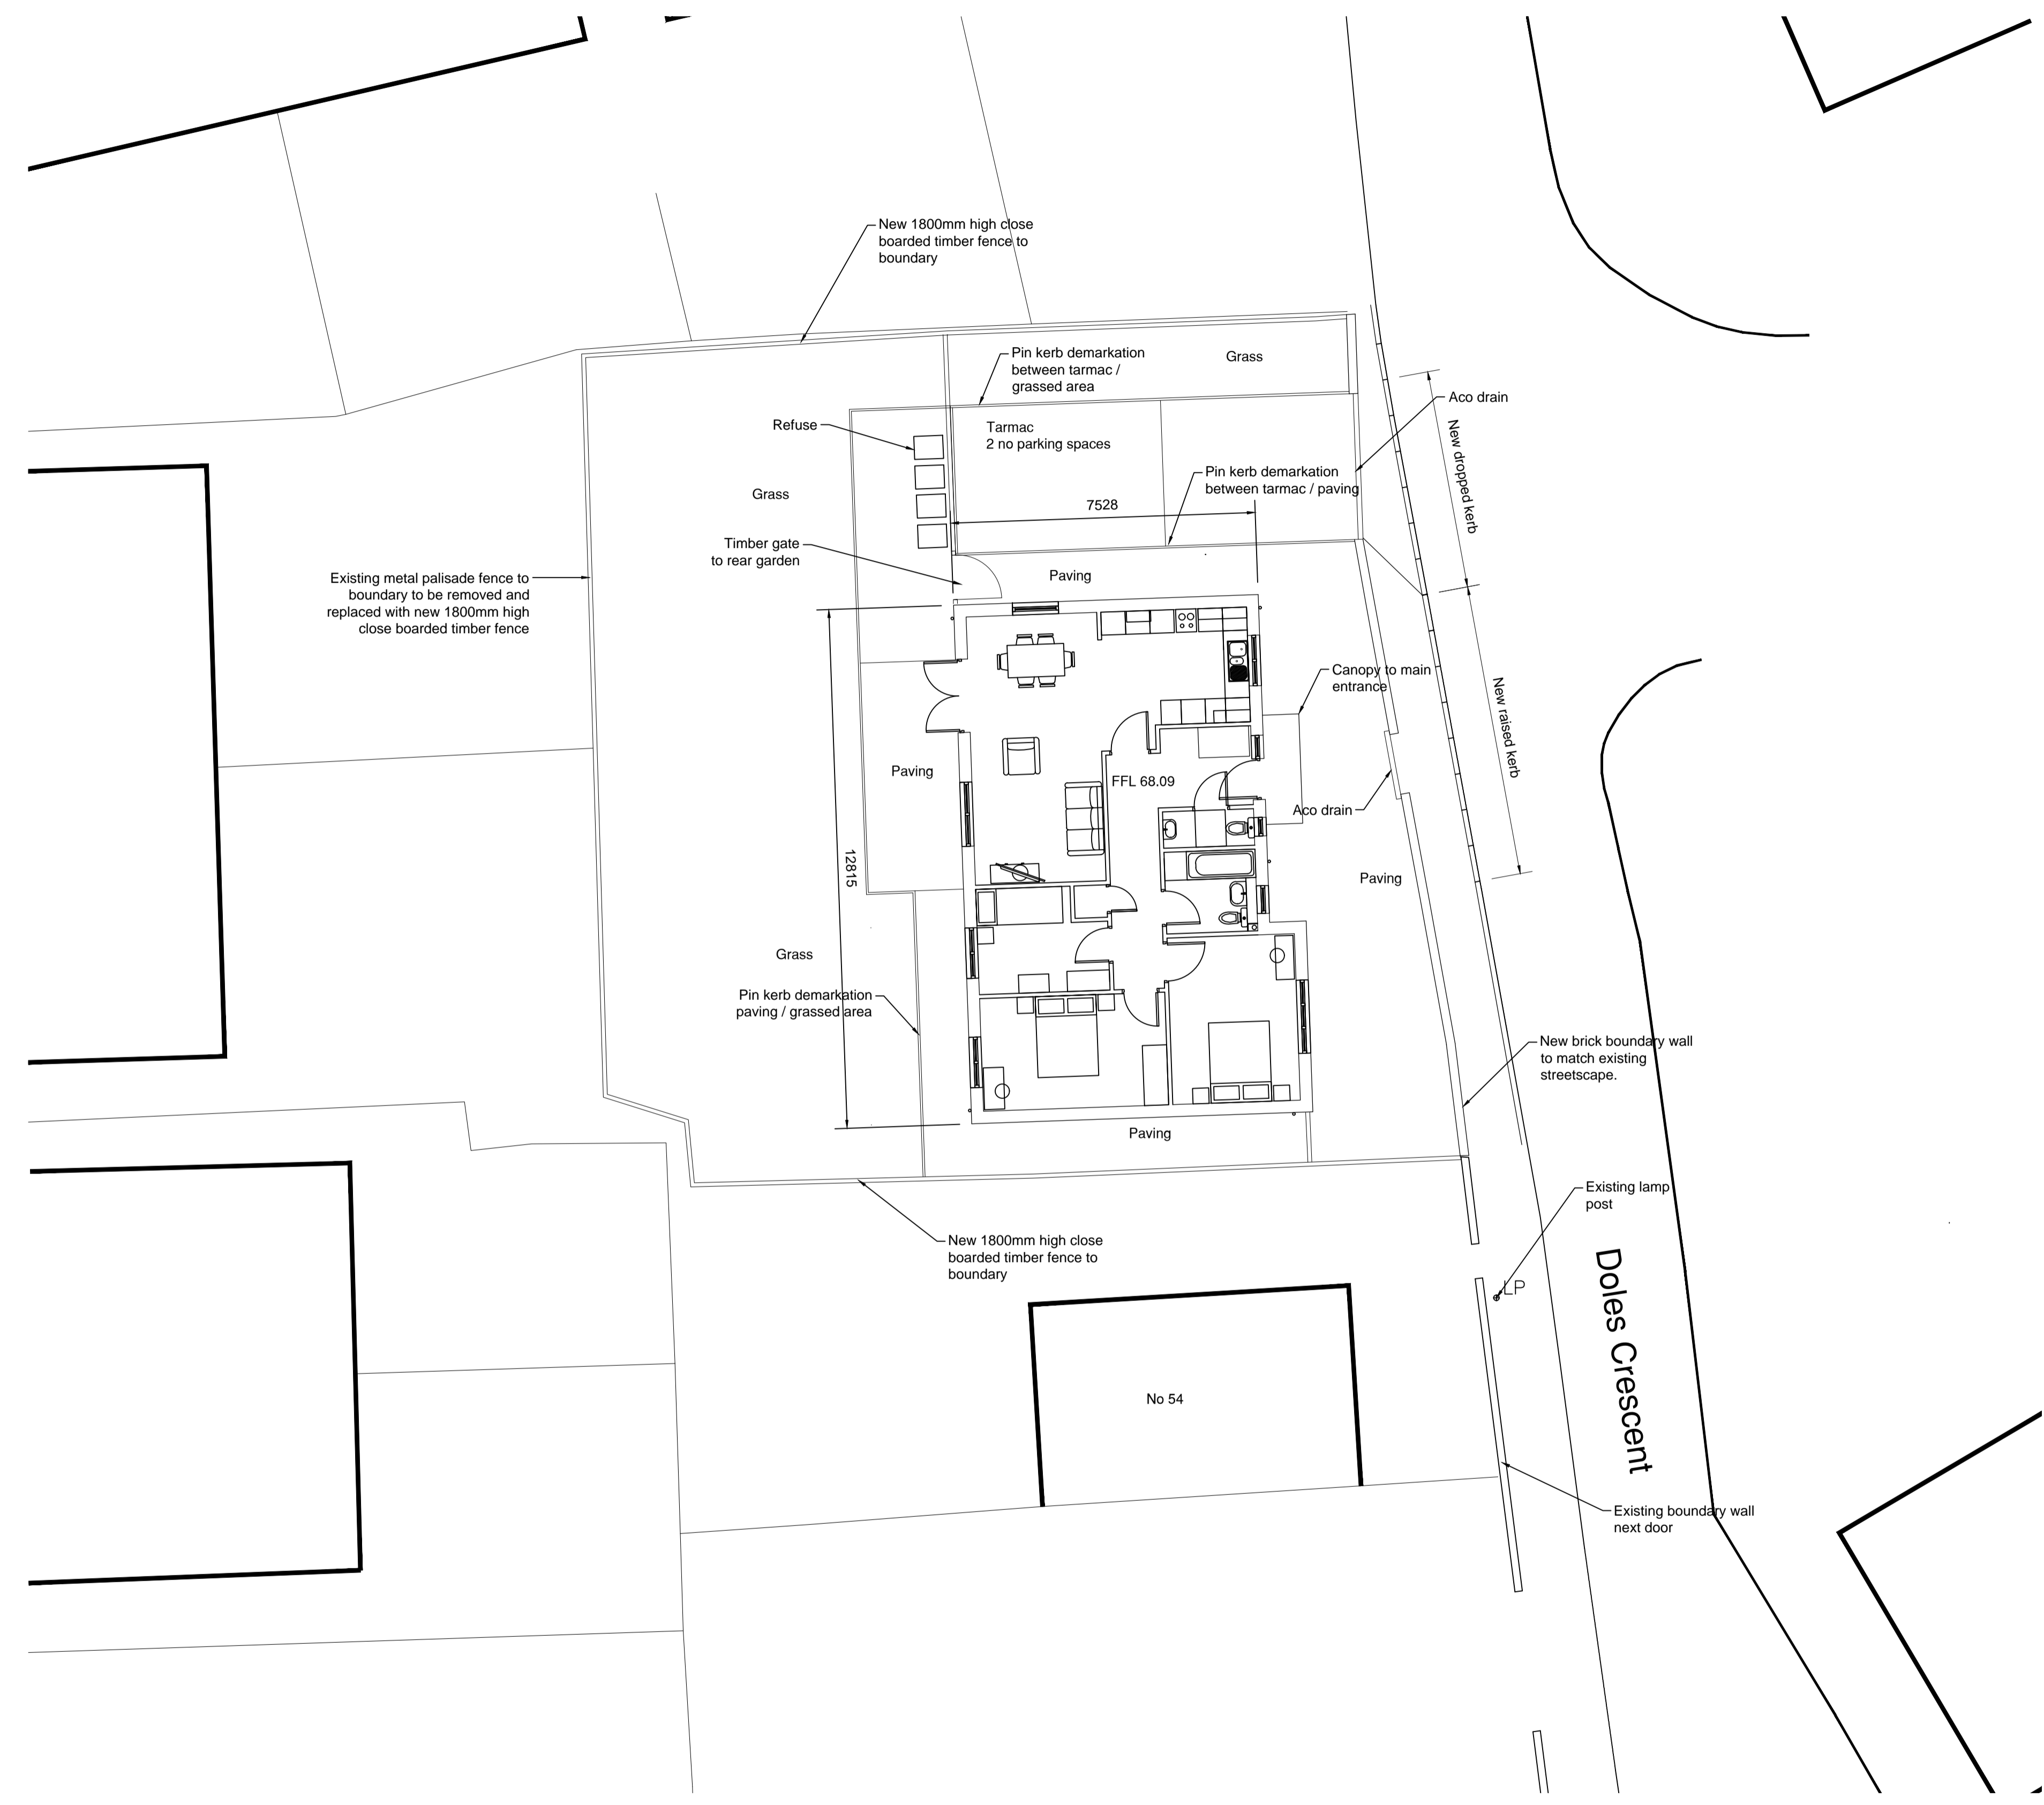 New 1800mm high close
boarded timber fence to
boundary
Pin kerb demarkation
between tarmac /
grassed area
Grass
Aco drain
New dropped kerb
Refuse
Tarmac
2 no parking spaces
Pin kerb demarkation
between tarmac / paving
Grass
7528
Timber gate
to rear garden
Paving
Existing metal palisade fence to
boundary to be removed and
replaced with new 1800mm high
close boarded timber fence
Canopy to main
entrance
New raised kerb
Paving
FFL 68.09
Aco drain
12815
Paving
Grass
Pin kerb demarkation
paving / grassed area
New brick boundary wall
to match existing
streetscape.
Paving
Existing lamp
post
New 1800mm high close
boarded timber fence to
boundary
LP
Doles Crescent
No 54
Existing boundary wall
next door